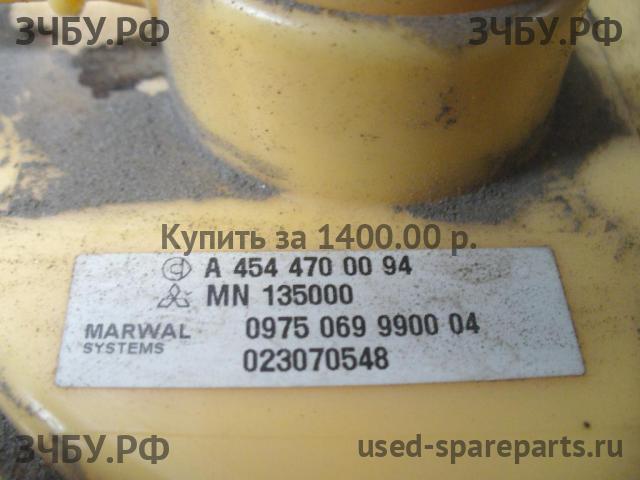 ЗЧБУ.РФ
ЗЧБУ.РФ
Купить за 1400.00 р.
A 454 470 00 94
MN 135000
MARWAL SYSTEMS
0975 069 9900 04
023070548
ЗЧБУ.РФ
used-spareparts.ru